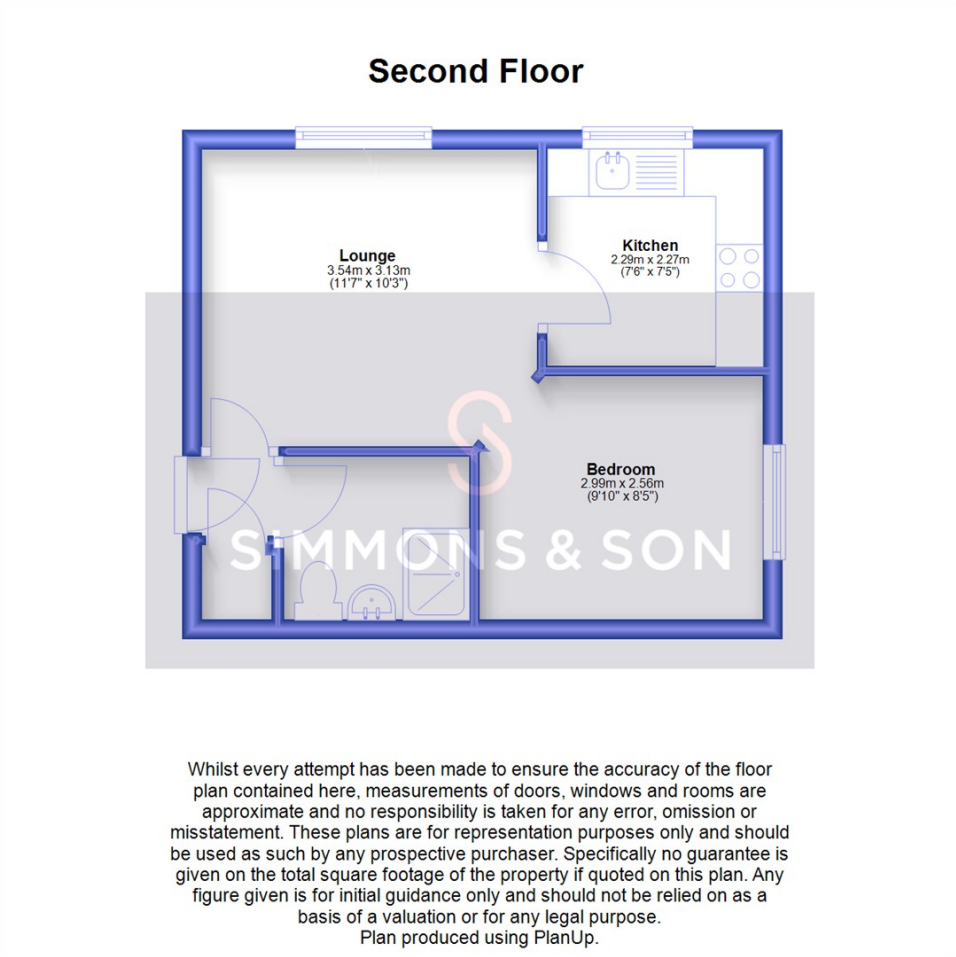 Second Floor
Lounge
3.54m x 3.13m
(11'7" x 10'3")
Kitchen
2.29m x 2.27m
(7'6" x 7'5")
Bedroom
2.99m x 2.56m
(9'10" x 8'5")
SIMMONS & SON
Whilst every attempt has been made to ensure the accuracy of the floor
plan contained here, measurements of doors, windows and rooms are
approximate and no responsibility is taken for any error, omission or
misstatement. These plans are for representation purposes only and should
be used as such by any prospective purchaser. Specifically no guarantee is
given on the total square footage of the property if quoted on this plan. Any
figure given is for initial guidance only and should not be relied on as a
basis of a valuation or for any legal purpose.
Plan produced using PlanUp.